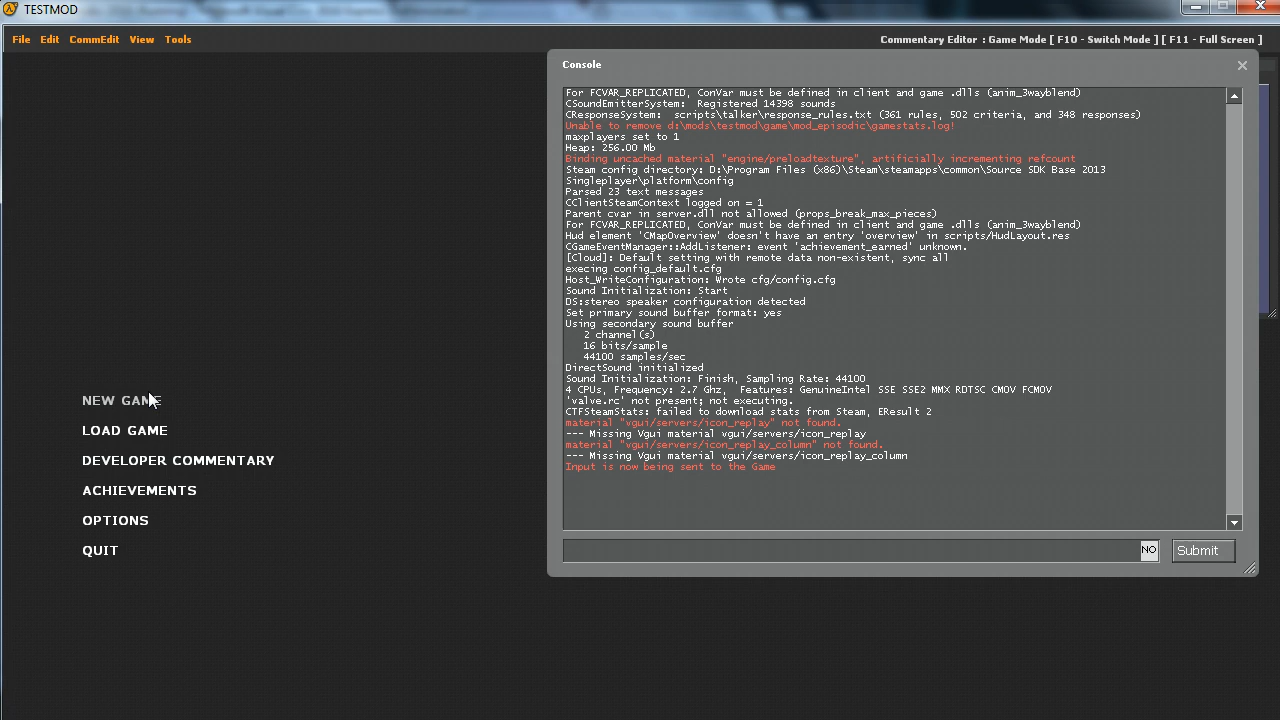 TESTMOD
File Edit CommEdit View Tools
Commentary Editor : Game Mode [ F10 - Switch Mode ] [ F11 - Full Screen ]
Console
For FCVAR_REPLICATED, ConVar must be defined in client and game .dlls (anim_3wayblend)
CSoundEmitterSystem: Registered 14398 sounds
CResponseSystem: scripts\talker\response_rules.txt (361 rules, 502 criteria, and 348 responses)
Unable to remove d:\mods\testmod\game\mod_episodic\gamestats.log!
maxplayers set to 1
Heap: 256.00 Mb
Binding uncached material "engine/preloadtexture", artificially incrementing refcount
Steam config directory: D:\Program Files (x86)\Steam\steamapps\common\Source SDK Base 2013
Singleplayer\platform\config
Parsed 23 text messages
CClientSteamContext logged on = 1
Parent cvar in server.dll not allowed (props_break_max_pieces)
For FCVAR_REPLICATED, ConVar must be defined in client and game .dlls (anim_3wayblend)
Hud element 'CMapOverview' doesn't have an entry 'overview' in scripts/HudLayout.res
CGameEventManager::AddListener: event 'achievement_earned' unknown.
[Cloud]: Default setting with remote data non-existent, sync all
execing config_default.cfg
Host_WriteConfiguration: Wrote cfg/config.cfg
Sound Initialization: Start
DS:stereo speaker configuration detected
Set primary sound buffer format: yes
Using secondary sound buffer
2 channel(s)
16 bits/sample
44100 samples/sec
DirectSound initialized
Sound Initialization: Finish, Sampling Rate: 44100
4 CPUs, Frequency: 2.7 Ghz, Features: GenuineIntel SSE SSE2 MMX RDTSC CMOV FCMOV
'valve.rc' not present; not executing.
CTFSteamStats: failed to download stats from Steam, EResult 2
material "vgui/servers/icon_replay" not found.
--- Missing Vgui material vgui/servers/icon_replay
material "vgui/servers/icon_replay_column" not found.
--- Missing Vgui material vgui/servers/icon_replay_column
Input is now being sent to the Game
NO
Submit
NEW GAME
LOAD GAME
DEVELOPER COMMENTARY
ACHIEVEMENTS
OPTIONS
QUIT